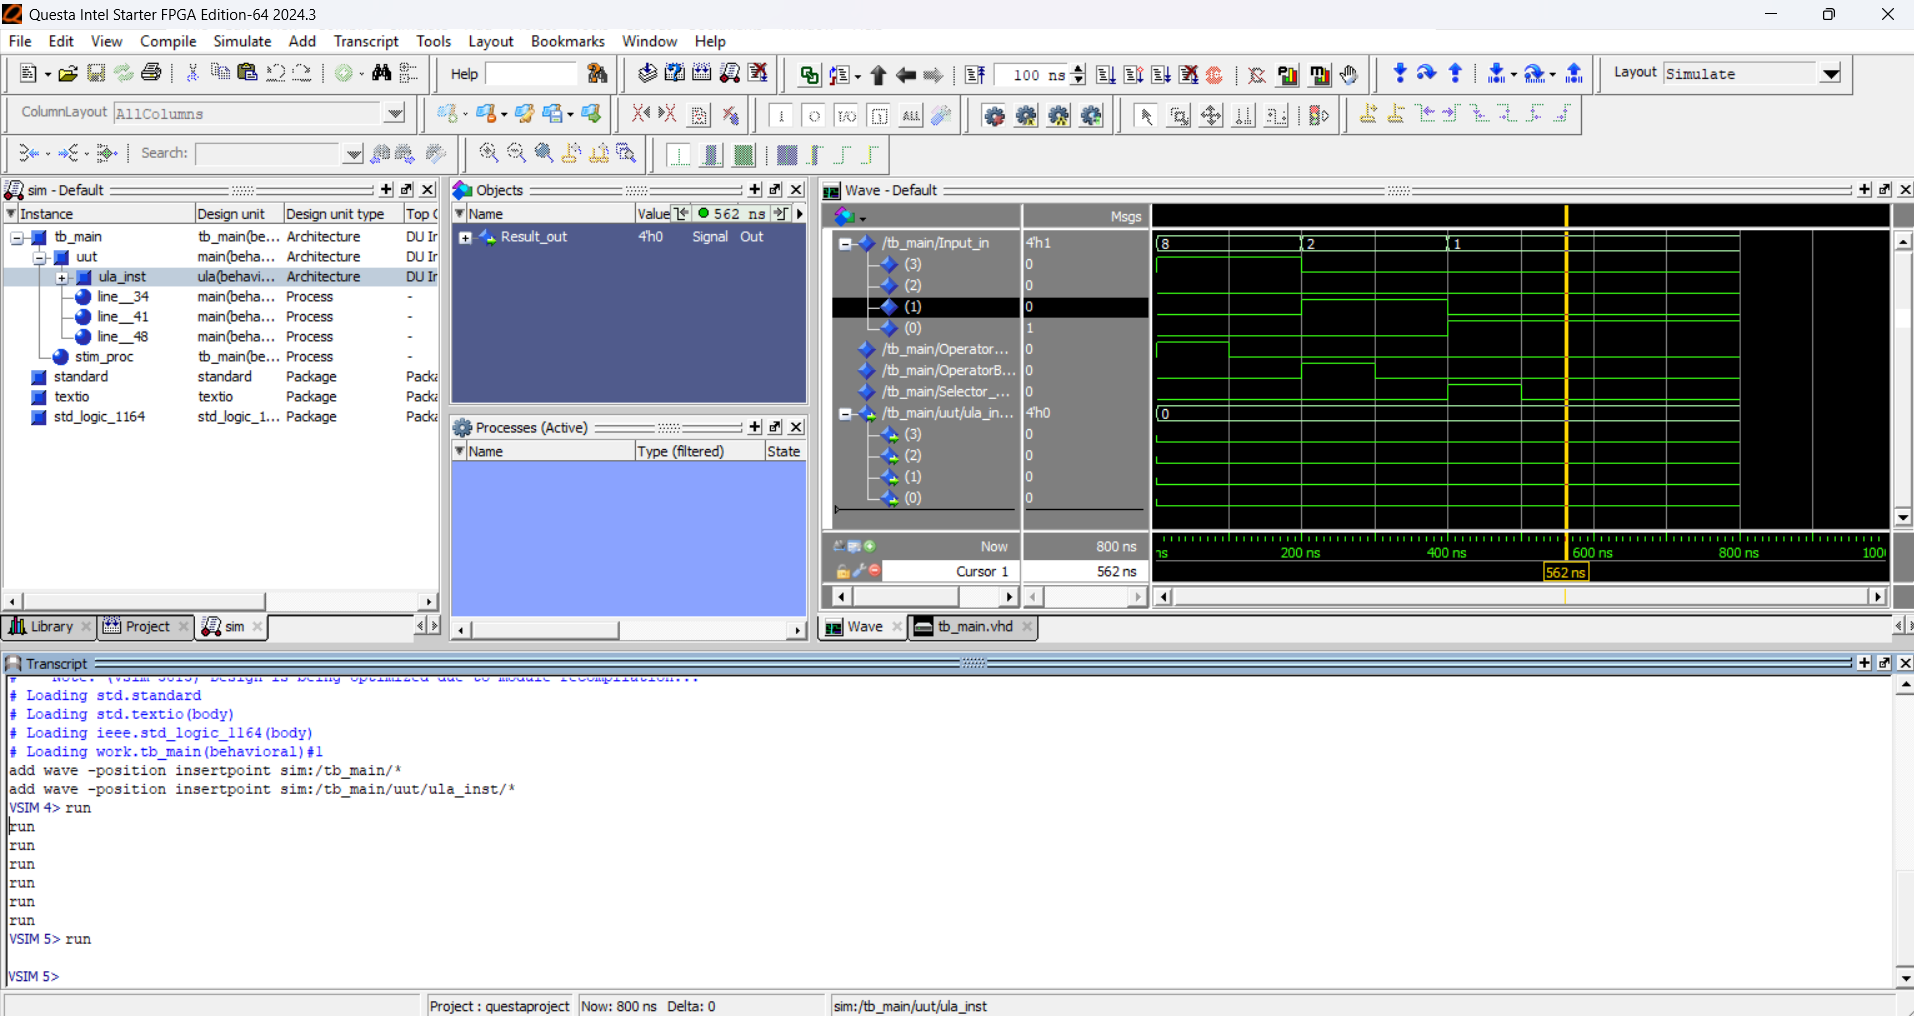 Questa Intel Starter FPGA Edition-64 2024.3
File Edit View Compile Simulate Add Transcript Tools Layout Bookmarks Window Help
Help
100 ns
Layout Simulate
ColumnLayout AllColumns
Search:
sim - Default
Instance Design unit Design unit type Top
tb_main tb_main(be... Architecture DU
uut main(beha... Architecture DU
ula_inst ula(behavi... Architecture DU
line__34 main(beha... Process -
line__41 main(beha... Process -
line__48 main(beha... Process -
stim_proc tb_main(be... Process -
standard standard Package
textio textio Package
std_logic_1164 std_logic_1... Package
Library Project sim
Objects
Name Value 562 ns
Result_out 4'h0 Signal Out
Processes (Active)
Name Type (filtered) State
Wave - Default
Msgs
/tb_main/Input_in 4'h1 8 2 1
(3) 0
(2) 0
(1) 0
(0) 1
/tb_main/Operator... 0
/tb_main/OperatorB... 0
/tb_main/Selector_... 0
/tb_main/uut/ula_in... 4'h0 0
(3) 0
(2) 0
(1) 0
(0) 0
Now 800 ns ns 200 ns 400 ns 600 ns 800 ns 100
Cursor 1 562 ns 562 ns
Wave tb_main.vhd
Transcript
# Loading std.standard
# Loading std.textio(body)
# Loading ieee.std_logic_1164(body)
# Loading work.tb_main(behavioral)#1
add wave -position insertpoint sim:/tb_main/*
add wave -position insertpoint sim:/tb_main/uut/ula_inst/*
VSIM 4> run
run
run
run
run
run
run
VSIM 5> run
VSIM 5>
Project : questaproject Now: 800 ns Delta: 0 sim:/tb_main/uut/ula_inst